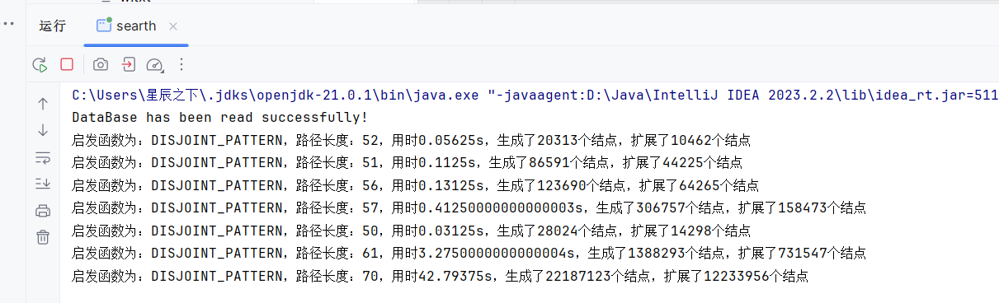 运行 searth
C:\Users\星辰之下\.jdks\openjdk-21.0.1\bin\java.exe "-javaagent:D:\Java\IntelliJ IDEA 2023.2.2\lib\idea_rt.jar=511
DataBase has been read successfully!
启发函数为：DISJOINT_PATTERN，路径长度：52，用时0.05625s，生成了20313个结点，扩展了10462个结点
启发函数为：DISJOINT_PATTERN，路径长度：51，用时0.1125s，生成了86591个结点，扩展了44225个结点
启发函数为：DISJOINT_PATTERN，路径长度：56，用时0.13125s，生成了123690个结点，扩展了64265个结点
启发函数为：DISJOINT_PATTERN，路径长度：57，用时0.41250000000000003s，生成了306757个结点，扩展了158473个结点
启发函数为：DISJOINT_PATTERN，路径长度：50，用时0.03125s，生成了28024个结点，扩展了14298个结点
启发函数为：DISJOINT_PATTERN，路径长度：61，用时3.2750000000000004s，生成了1388293个结点，扩展了731547个结点
启发函数为：DISJOINT_PATTERN，路径长度：70，用时42.79375s，生成了22187123个结点，扩展了12233956个结点